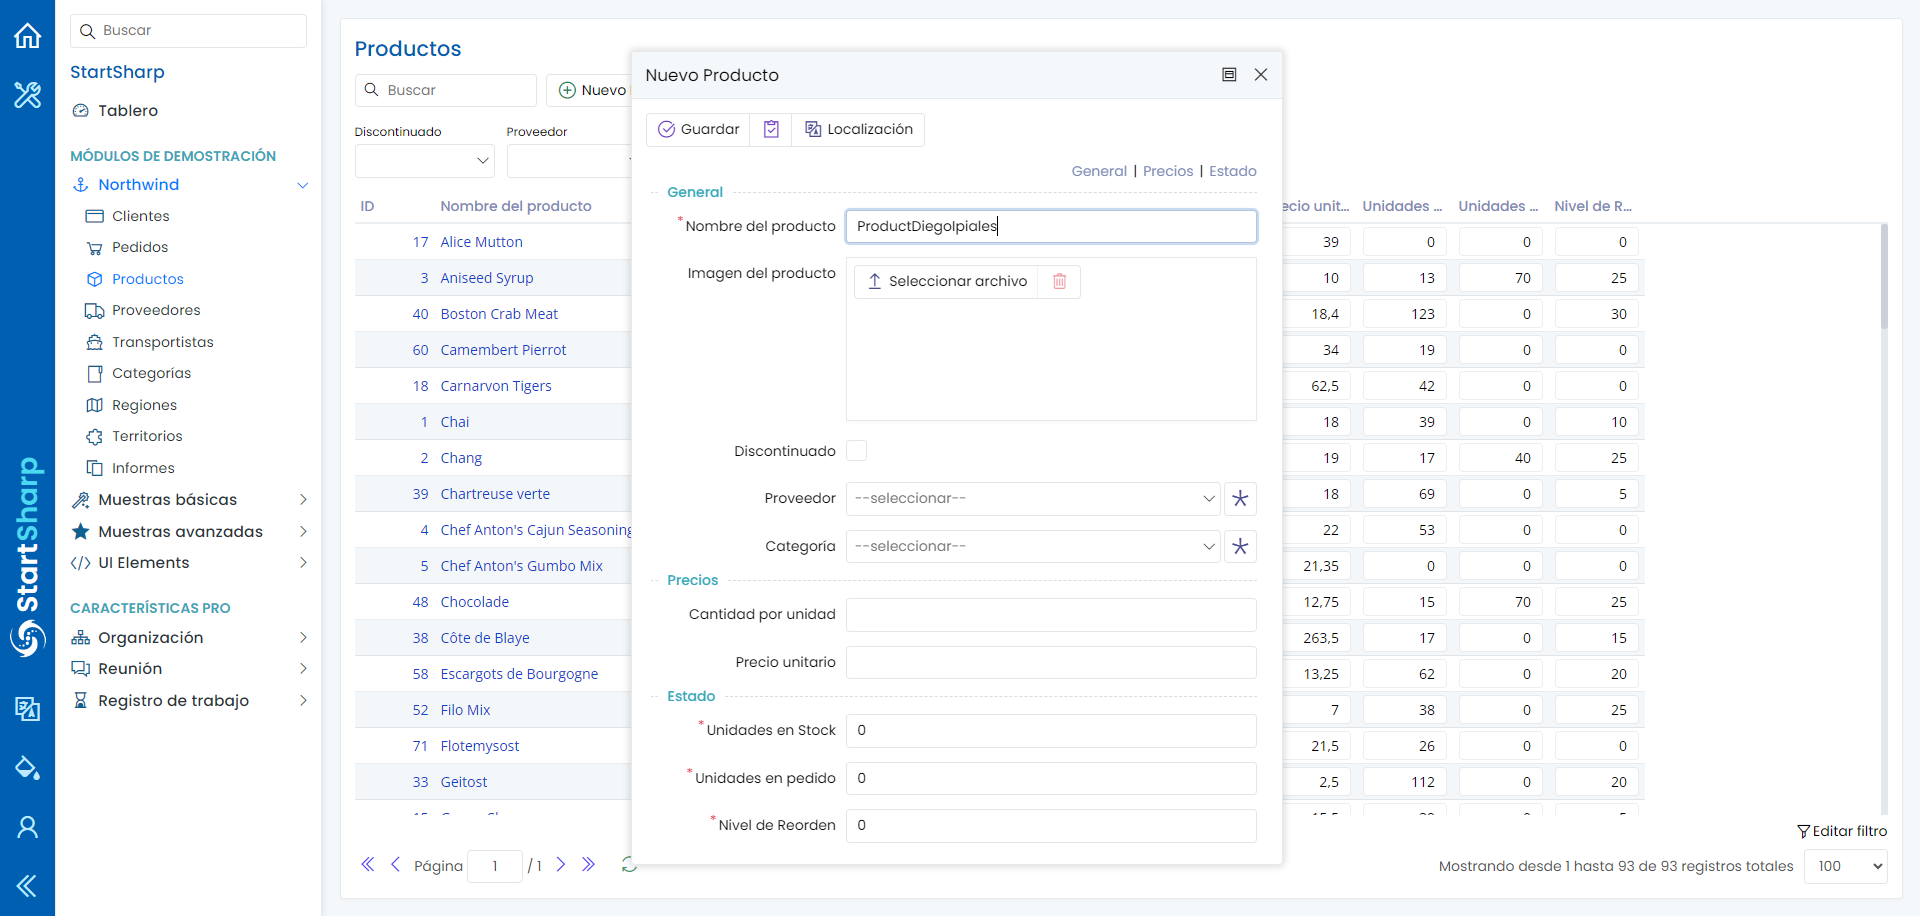 Buscar
StartSharp
Tablero
MÓDULOS DE DEMOSTRACIÓN
Northwind
Clientes
Pedidos
Productos
Proveedores
Transportistas
Categorías
Regiones
Territorios
Informes
Muestras básicas
Muestras avanzadas
UI Elements
CARACTERÍSTICAS PRO
Organización
Reunión
Registro de trabajo
StartSharp
Productos
Buscar
Nuevo
Discontinuado
Proveedor
ID Nombre del producto
17 Alice Mutton
3 Aniseed Syrup
40 Boston Crab Meat
60 Camembert Pierrot
18 Carnarvon Tigers
1 Chai
2 Chang
39 Chartreuse verte
4 Chef Anton's Cajun Seasoning
5 Chef Anton's Gumbo Mix
48 Chocolade
38 Côte de Blaye
58 Escargots de Bourgogne
52 Filo Mix
71 Flotemysost
33 Geitost
Página 1 / 1
Nuevo Producto
Guardar
Localización
General | Precios | Estado
General
*Nombre del producto ProductDiegoIpiales
Imagen del producto Seleccionar archivo
Discontinuado
Proveedor --seleccionar--
Categoría --seleccionar--
Precios
Cantidad por unidad
Precio unitario
Estado
*Unidades en Stock 0
*Unidades en pedido 0
*Nivel de Reorden 0
ecio unit... Unidades ... Unidades ... Nivel de R...
39 0 0 0
10 13 70 25
18,4 123 0 30
34 19 0 0
62,5 42 0 0
18 39 0 10
19 17 40 25
18 69 0 5
22 53 0 0
21,35 0 0 0
12,75 15 70 25
263,5 17 0 15
13,25 62 0 20
7 38 0 25
21,5 26 0 0
2,5 112 0 20
Editar filtro
Mostrando desde 1 hasta 93 de 93 registros totales 100